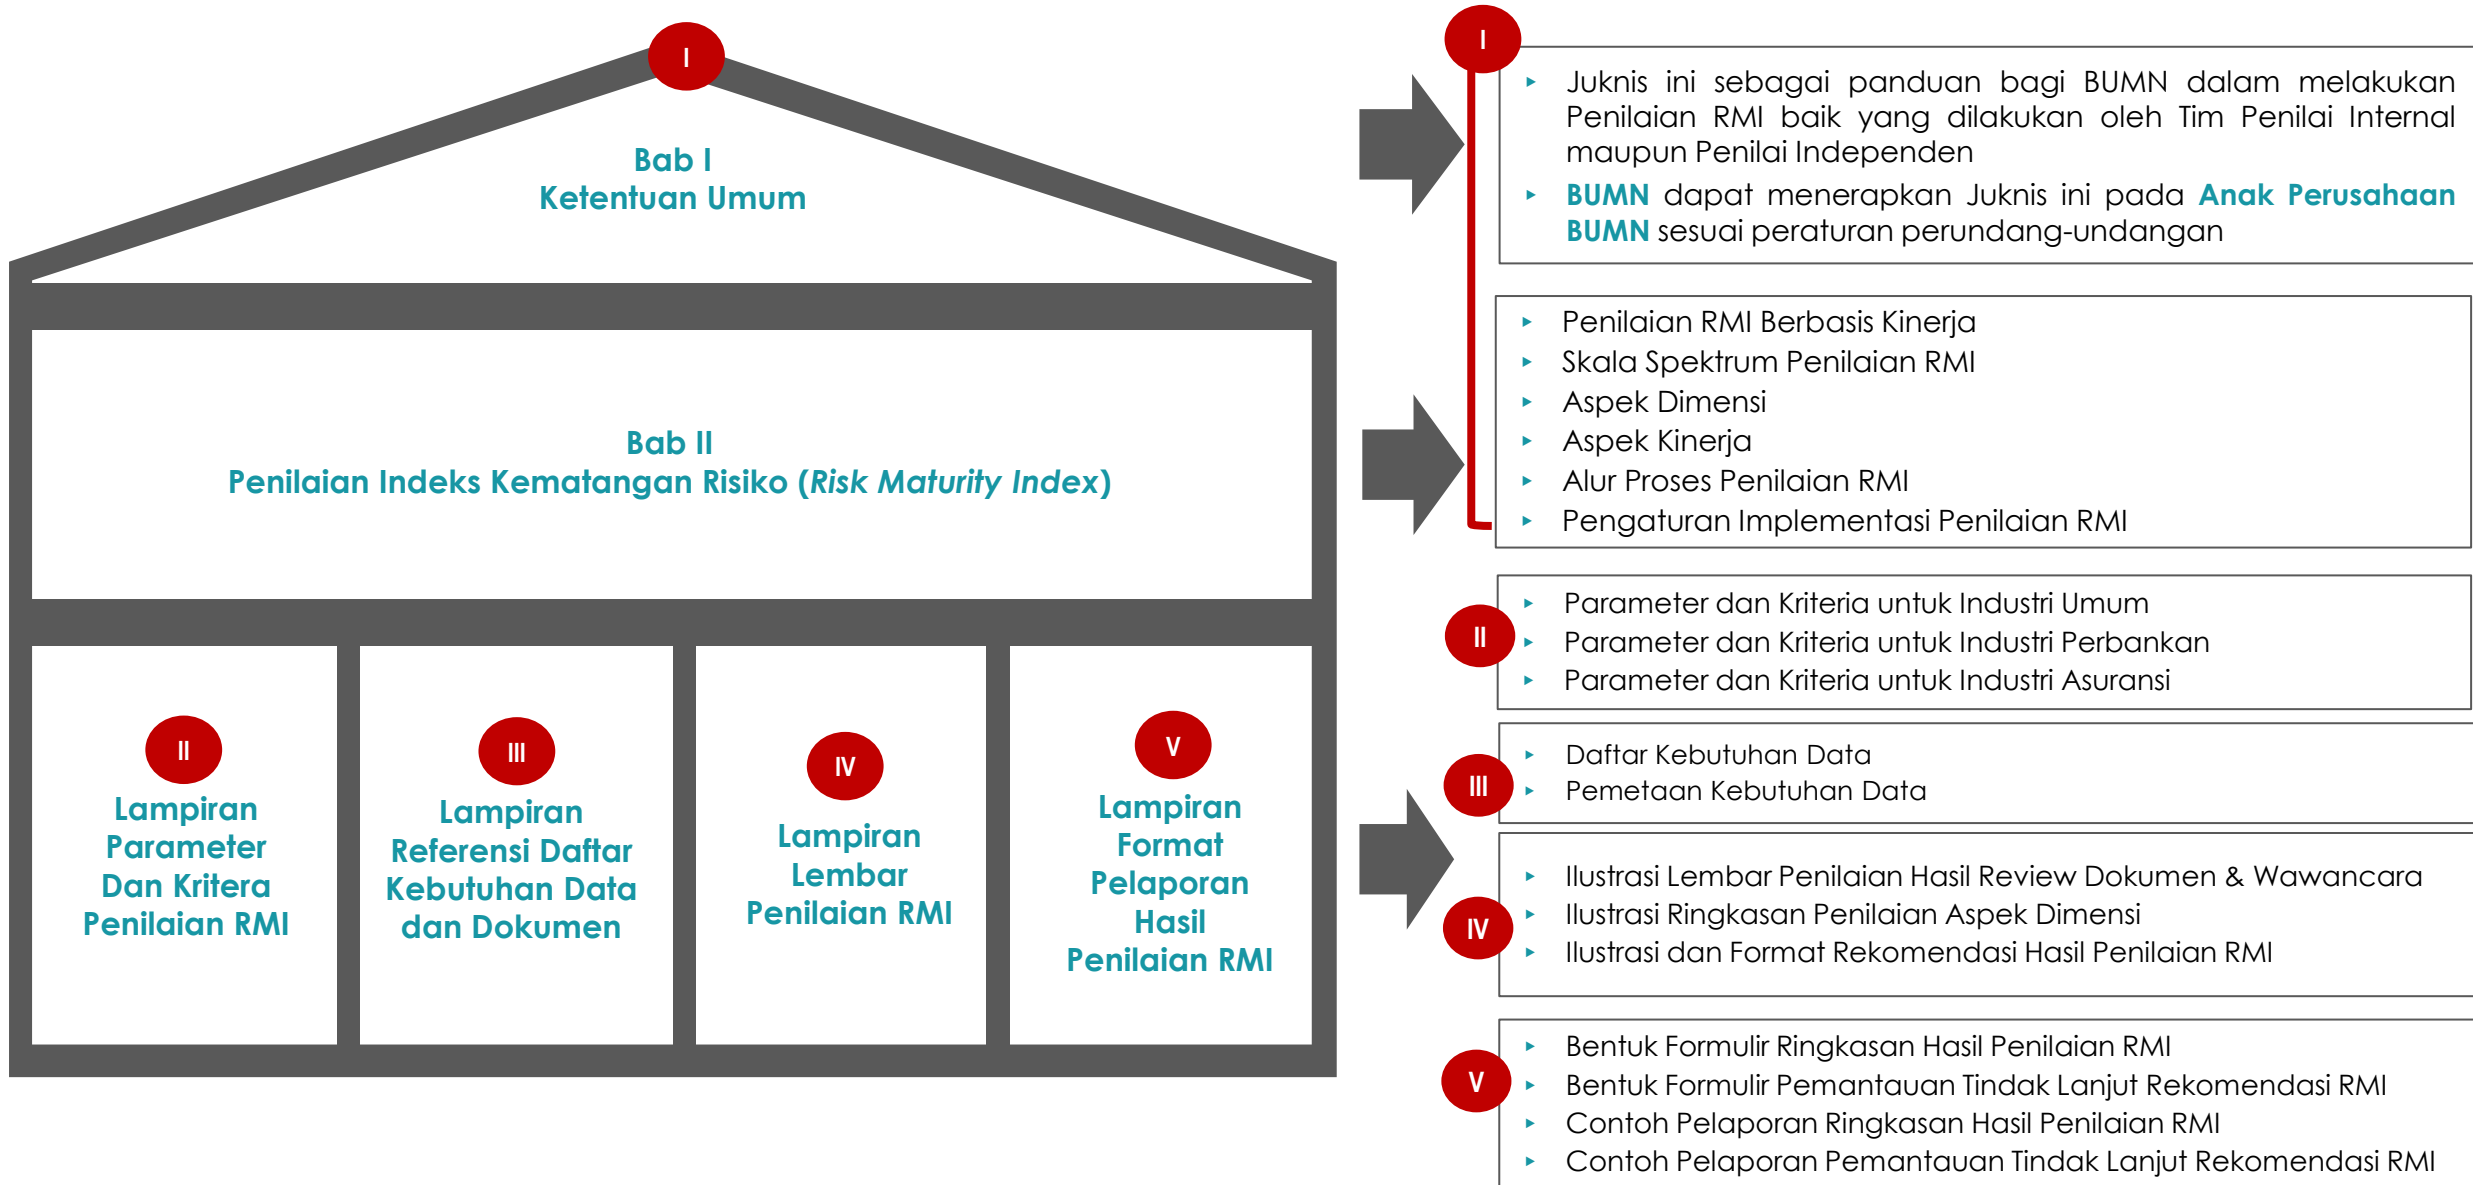 I
Bab I
Ketentuan Umum
Bab II
Penilaian Indeks Kematangan Risiko (Risk Maturity Index)
II
Lampiran
Parameter
Dan Kritera
Penilaian RMI
III
Lampiran
Referensi Daftar
Kebutuhan Data
dan Dokumen
IV
Lampiran
Lembar
Penilaian RMI
V
Lampiran
Format
Pelaporan
Hasil
Penilaian RMI
I
Juknis ini sebagai panduan bagi BUMN dalam melakukan
Penilaian RMI baik yang dilakukan oleh Tim Penilai Internal
maupun Penilai Independen
BUMN dapat menerapkan Juknis ini pada Anak Perusahaan
BUMN sesuai peraturan perundang-undangan
Penilaian RMI Berbasis Kinerja
Skala Spektrum Penilaian RMI
Aspek Dimensi
Aspek Kinerja
Alur Proses Penilaian RMI
Pengaturan Implementasi Penilaian RMI
II
Parameter dan Kriteria untuk Industri Umum
Parameter dan Kriteria untuk Industri Perbankan
Parameter dan Kriteria untuk Industri Asuransi
III
Daftar Kebutuhan Data
Pemetaan Kebutuhan Data
IV
Ilustrasi Lembar Penilaian Hasil Review Dokumen & Wawancara
Ilustrasi Ringkasan Penilaian Aspek Dimensi
Ilustrasi dan Format Rekomendasi Hasil Penilaian RMI
V
Bentuk Formulir Ringkasan Hasil Penilaian RMI
Bentuk Formulir Pemantauan Tindak Lanjut Rekomendasi RMI
Contoh Pelaporan Ringkasan Hasil Penilaian RMI
Contoh Pelaporan Pemantauan Tindak Lanjut Rekomendasi RMI